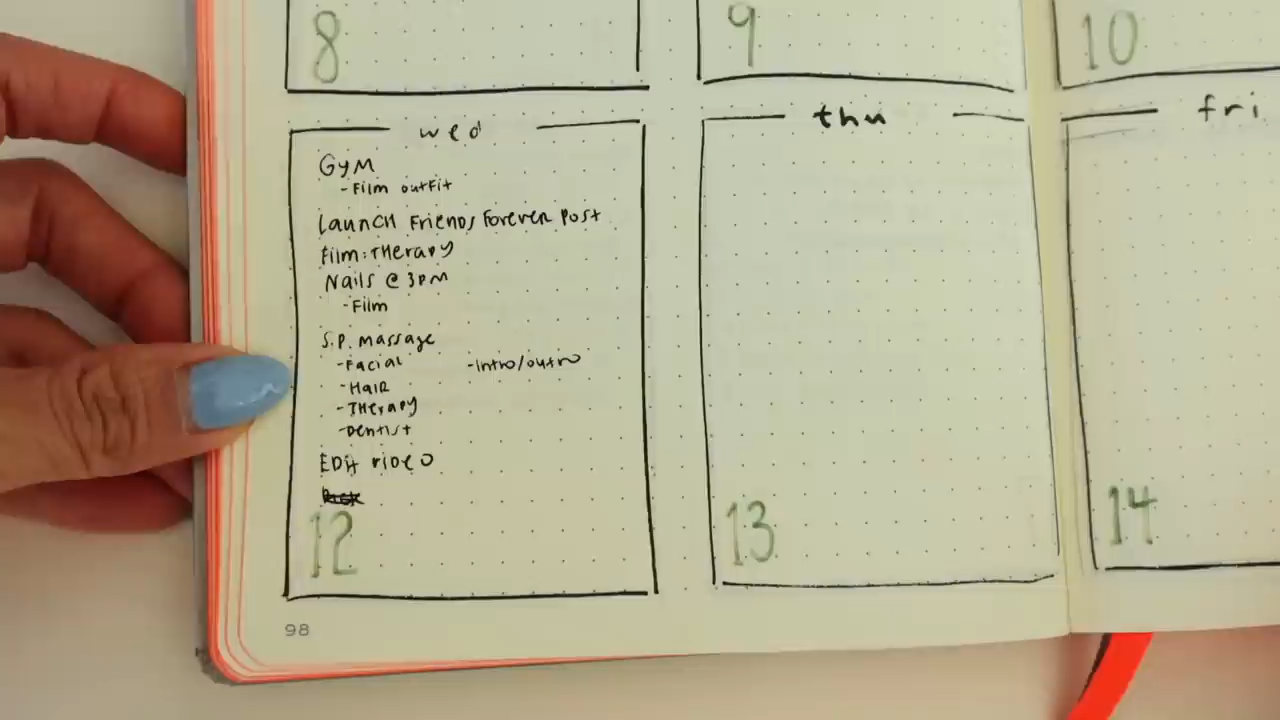 8
9
10
wed
thu
fri
GYM
-Film outfit
Launch Friends Forever Post
Film: Therapy
Nails @ 3pm
-Film
S.P. massage
-Facial
-intro/outro
-Hair
-Therapy
-Dentist
Edit video
12
13
14
98